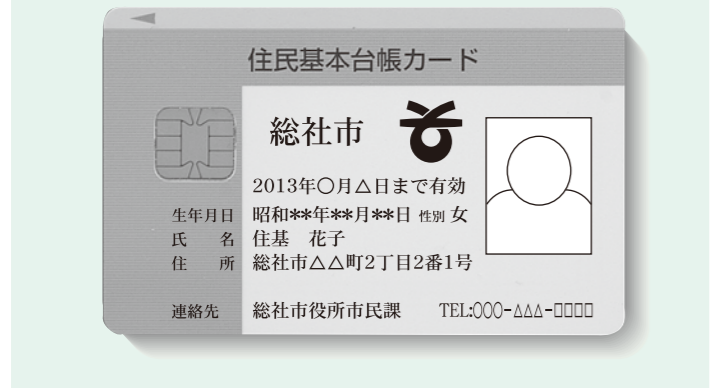 住民基本台帳カード
総社市
2013年○月△日まで有効
生年月日 昭和**年**月**日 性別 女
氏 名 住基 花子
住 所 総社市△△町2丁目2番1号
連絡先 総社市役所市民課 TEL:○○○-△△△-□□□□